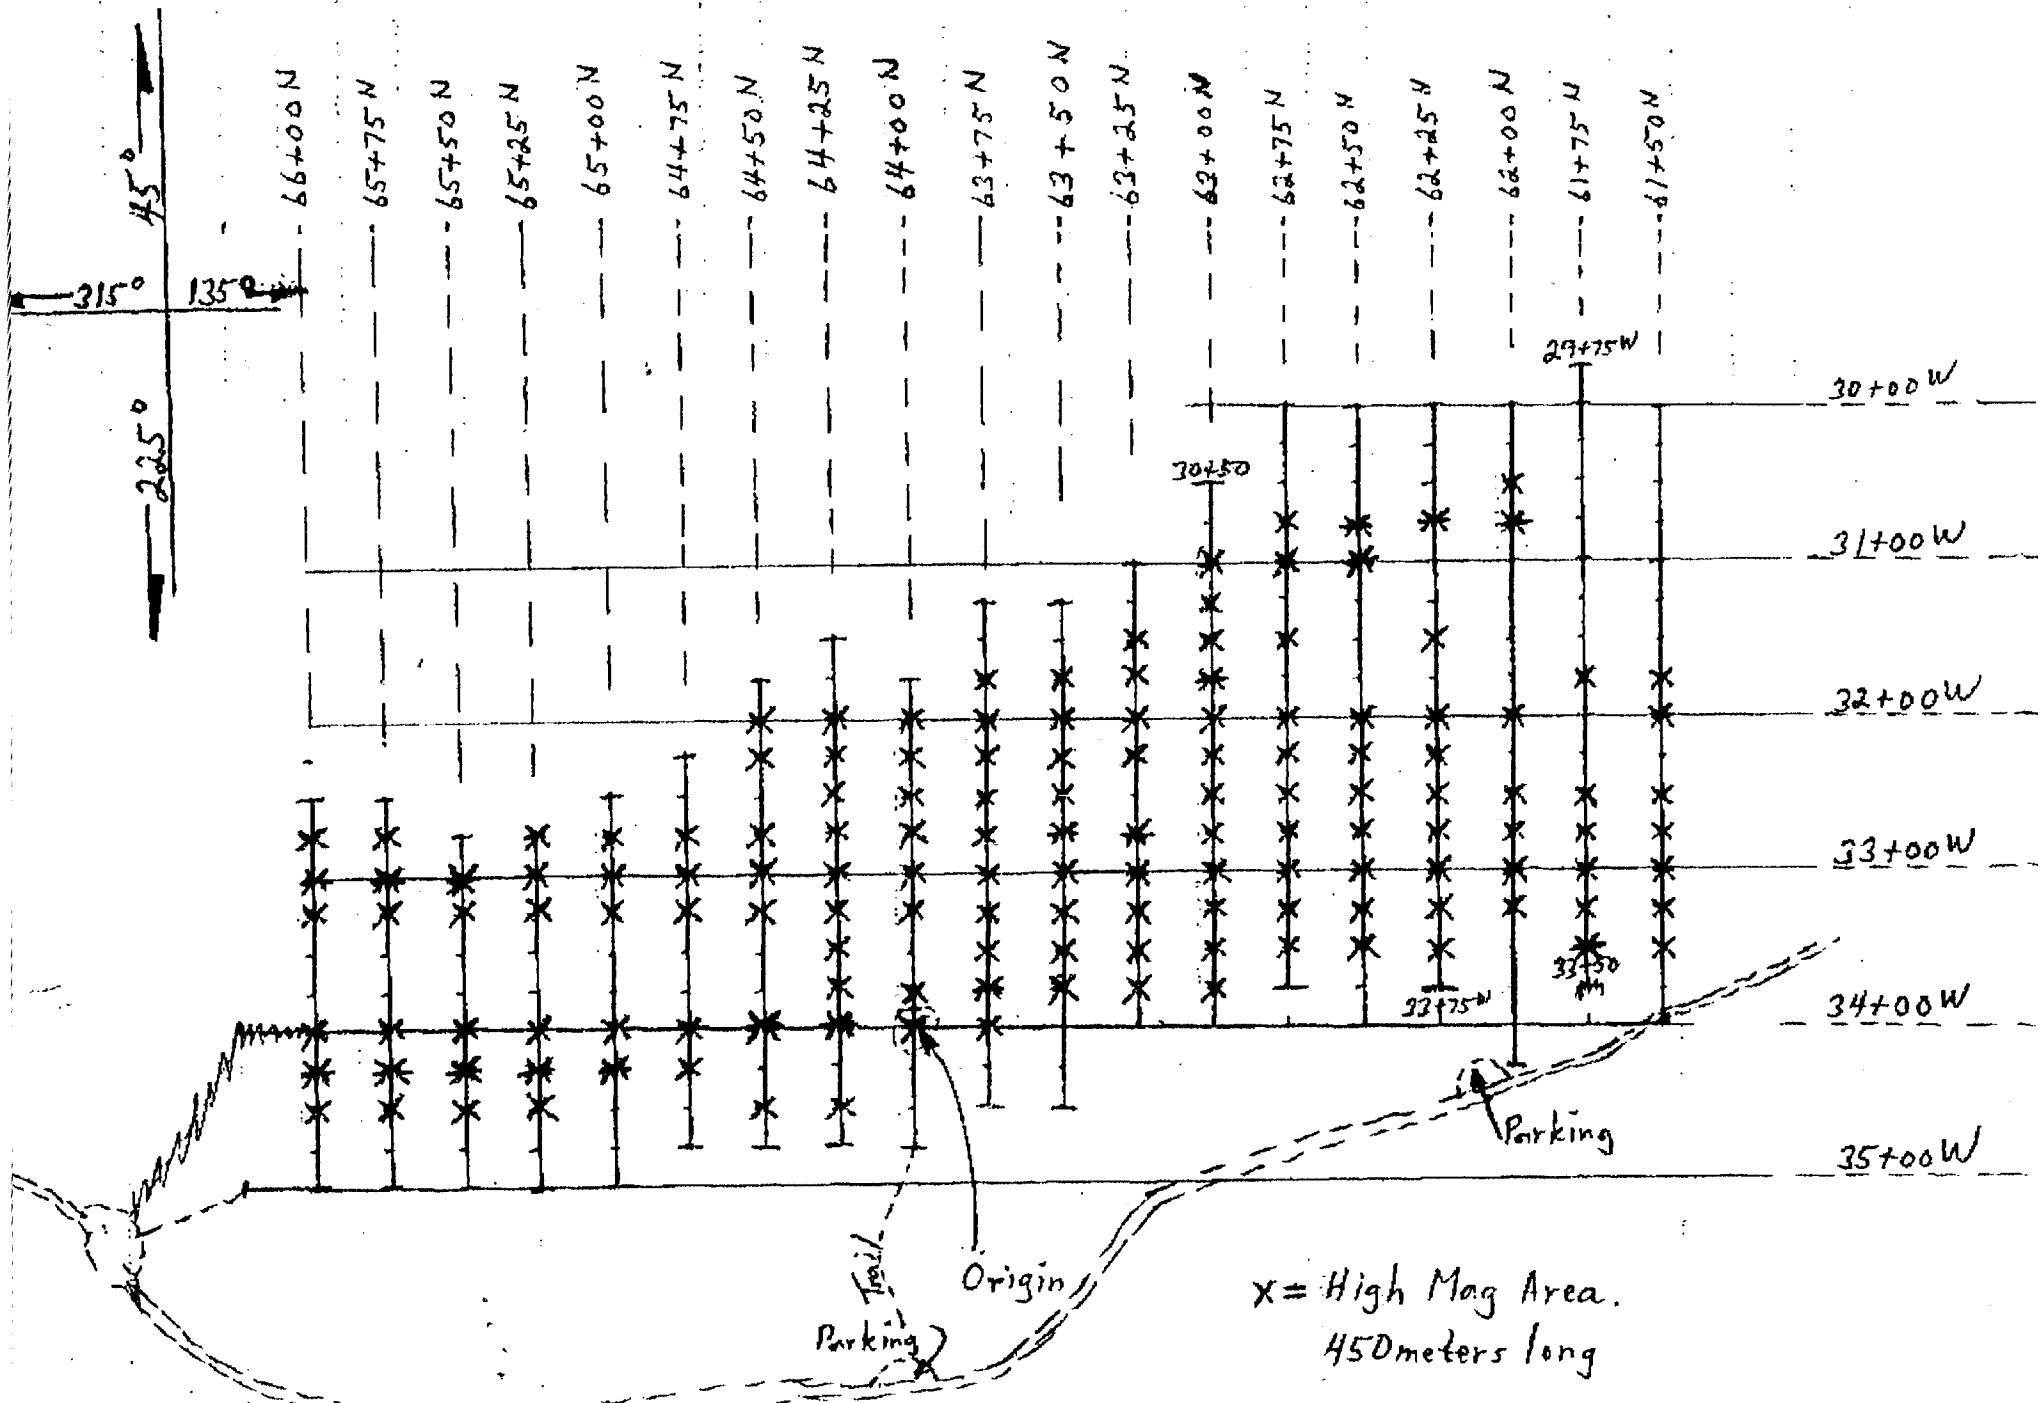 66+00N
65+75N
65+50N
65+25N
65+00N
64+75N
64+50N
64+25N
64+00N
63+75N
63+50N
63+25N
63+00N
62+75N
62+50N
62+25N
62+00N
61+75N
61+50N
45°
315° 135°
225°
29+75W
30+00W
30+50
31+00W
32+00W
33+00W
33+50
33+75W
34+00W
Parking
35+00W
Trail
Origin
Parking
x = High Mag Area.
450meters long